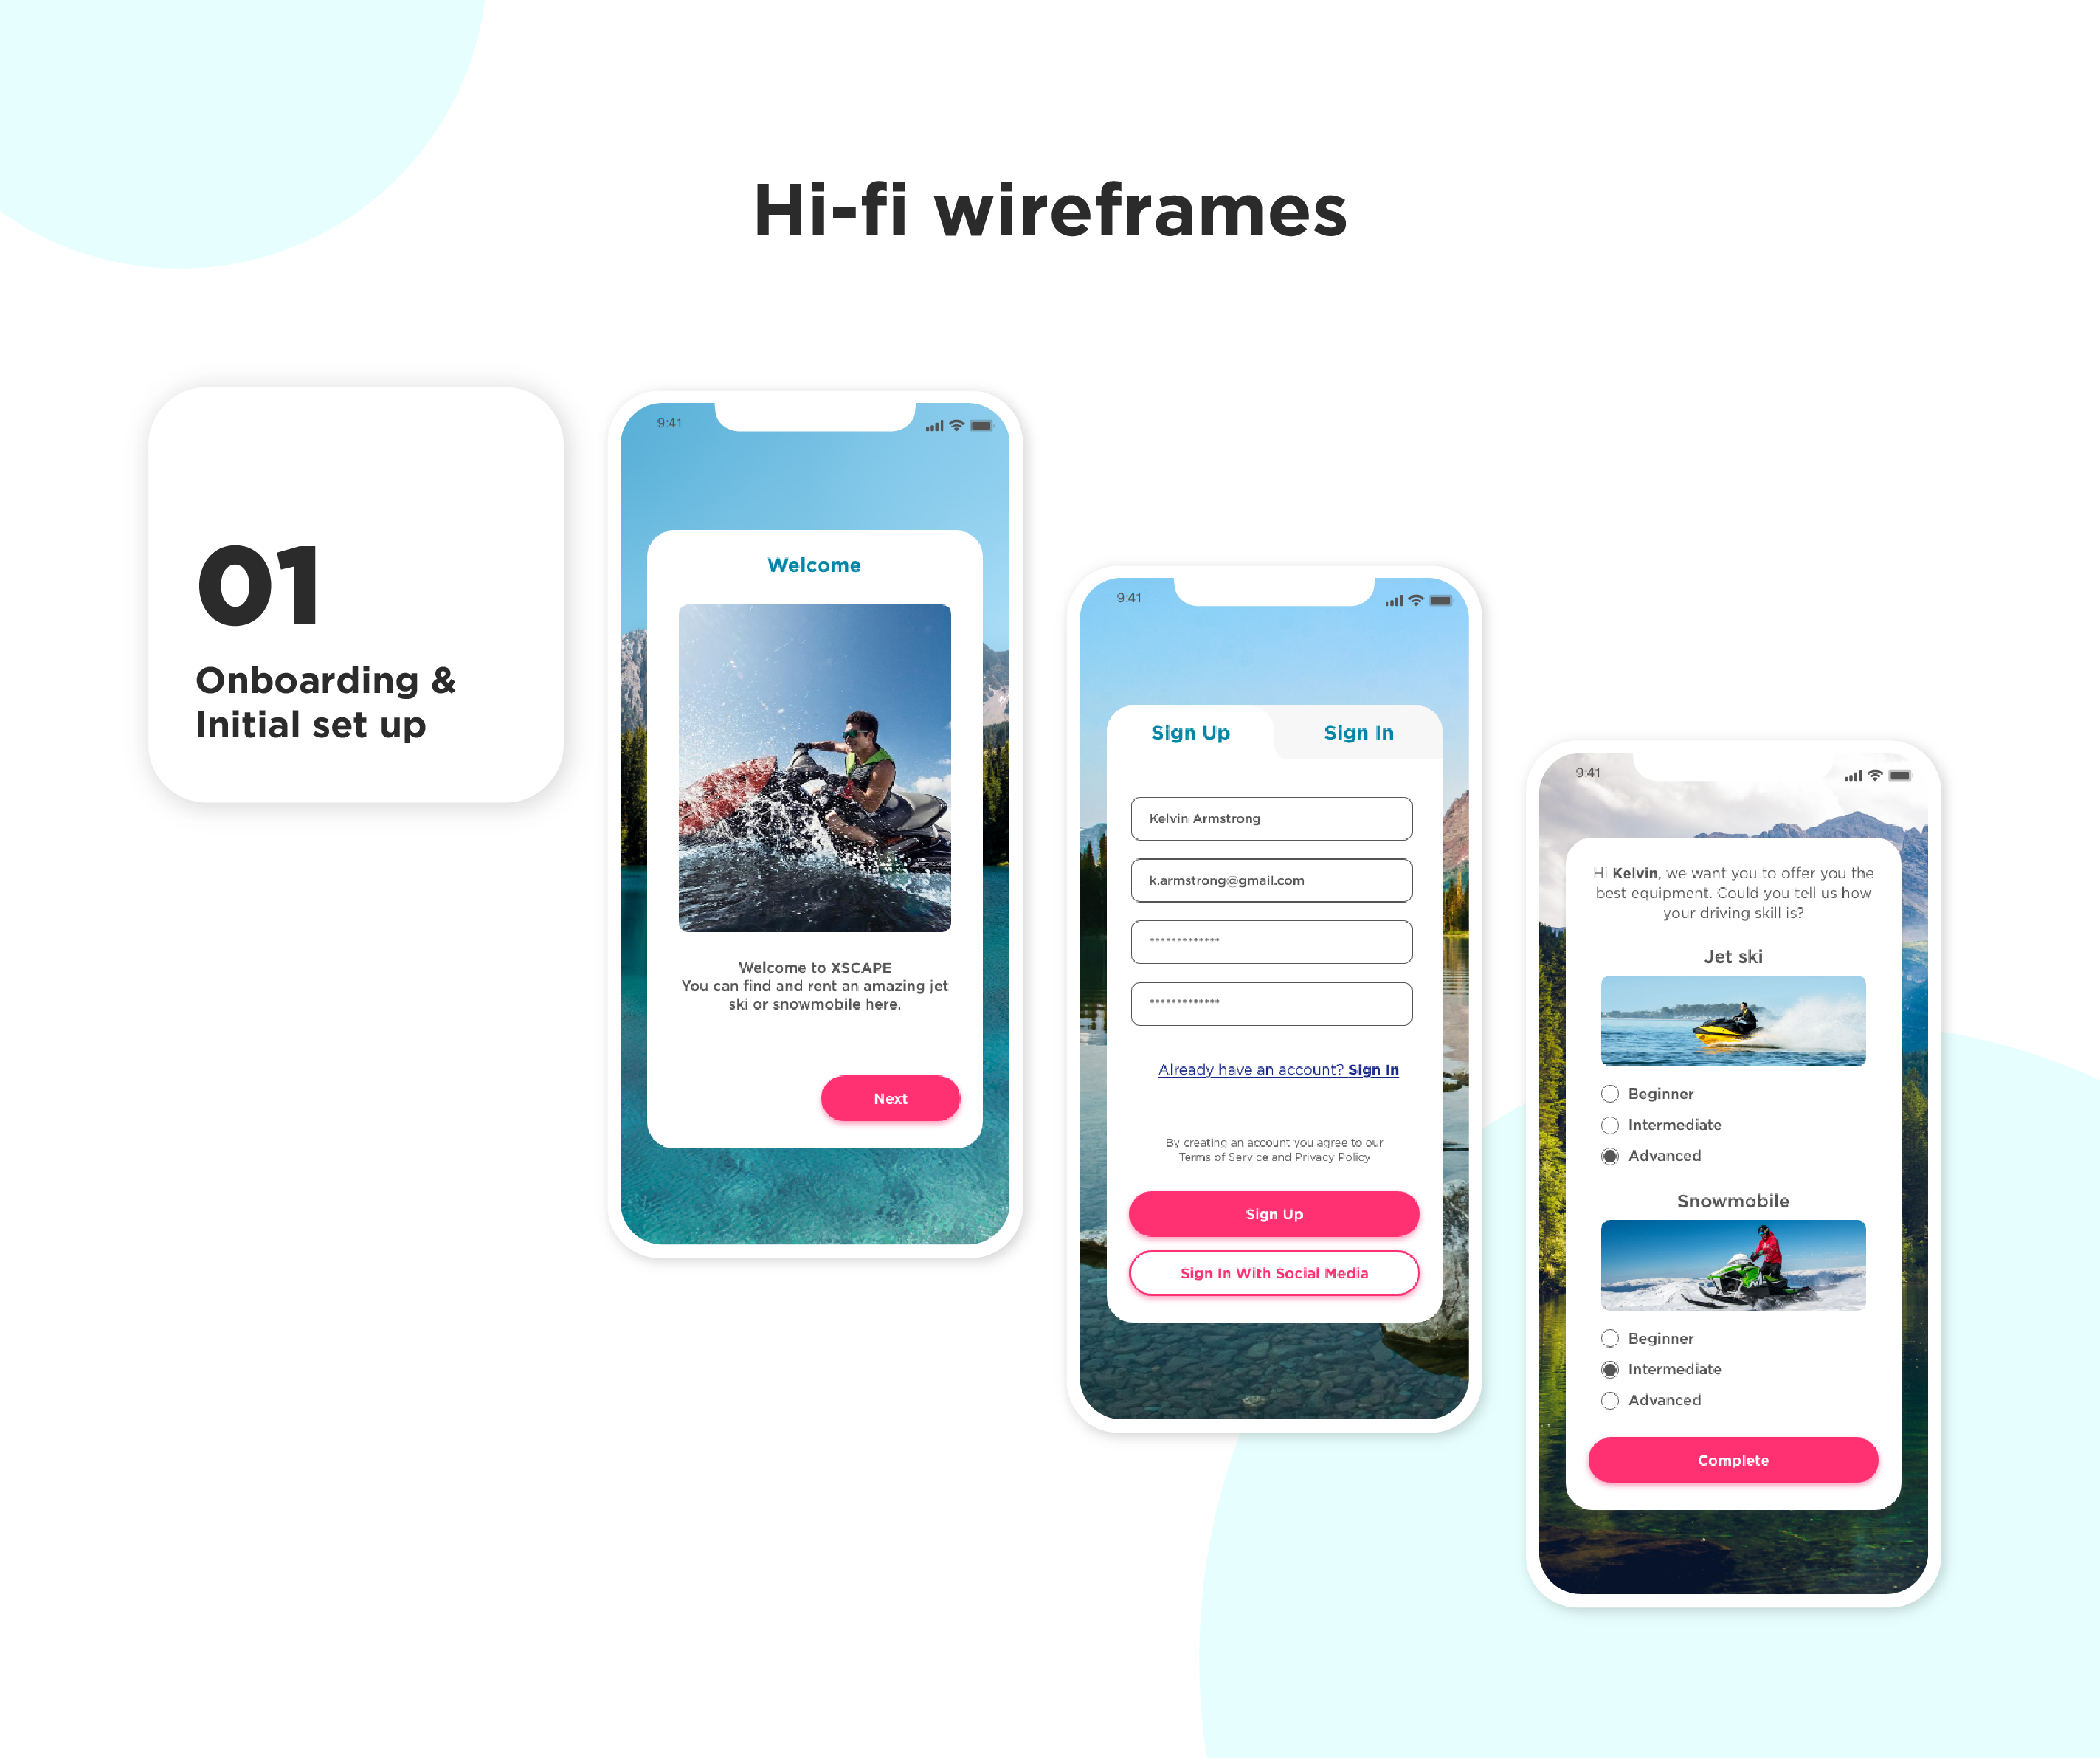 Hi-fi wireframes
01
Onboarding &
Initial set up
9:41
Welcome
Welcome to XSCAPE
You can find and rent an amazing jet
ski or snowmobile here.
Next
9:41
Sign Up
Sign In
Kelvin Armstrong
k.armstrong@gmail.com
*************
*************
Already have an account? Sign In
By creating an account you agree to our
Terms of Service and Privacy Policy
Sign Up
Sign In With Social Media
9:41
Hi Kelvin, we want you to offer you the
best equipment. Could you tell us how
your driving skill is?
Jet ski
Beginner
Intermediate
Advanced
Snowmobile
Beginner
Intermediate
Advanced
Complete